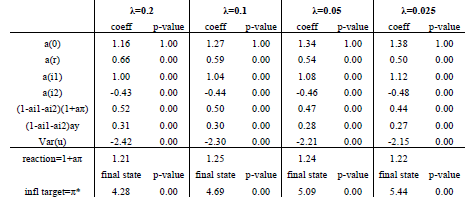 λ=0.2 λ=0.1 λ=0.05 λ=0.025
coeff p-value coeff p-value coeff p-value coeff p-value
a(0) 1.16 1.00 1.27 1.00 1.34 1.00 1.38 1.00
a(r) 0.66 0.00 0.59 0.00 0.54 0.00 0.50 0.00
a(i1) 1.00 0.00 1.04 0.00 1.08 0.00 1.12 0.00
a(i2) -0.43 0.00 -0.44 0.00 -0.46 0.00 -0.48 0.00
(1-ai1-ai2)(1+aπ) 0.52 0.00 0.50 0.00 0.47 0.00 0.44 0.00
(1-ai1-ai2)ay 0.31 0.00 0.30 0.00 0.28 0.00 0.27 0.00
Var(u) -2.42 0.00 -2.30 0.00 -2.21 0.00 -2.15 0.00
reaction=1+aπ 1.21 1.25 1.24 1.22
final state p-value final state p-value final state p-value final state p-value
infl target=π* 4.28 0.00 4.69 0.00 5.09 0.00 5.44 0.00